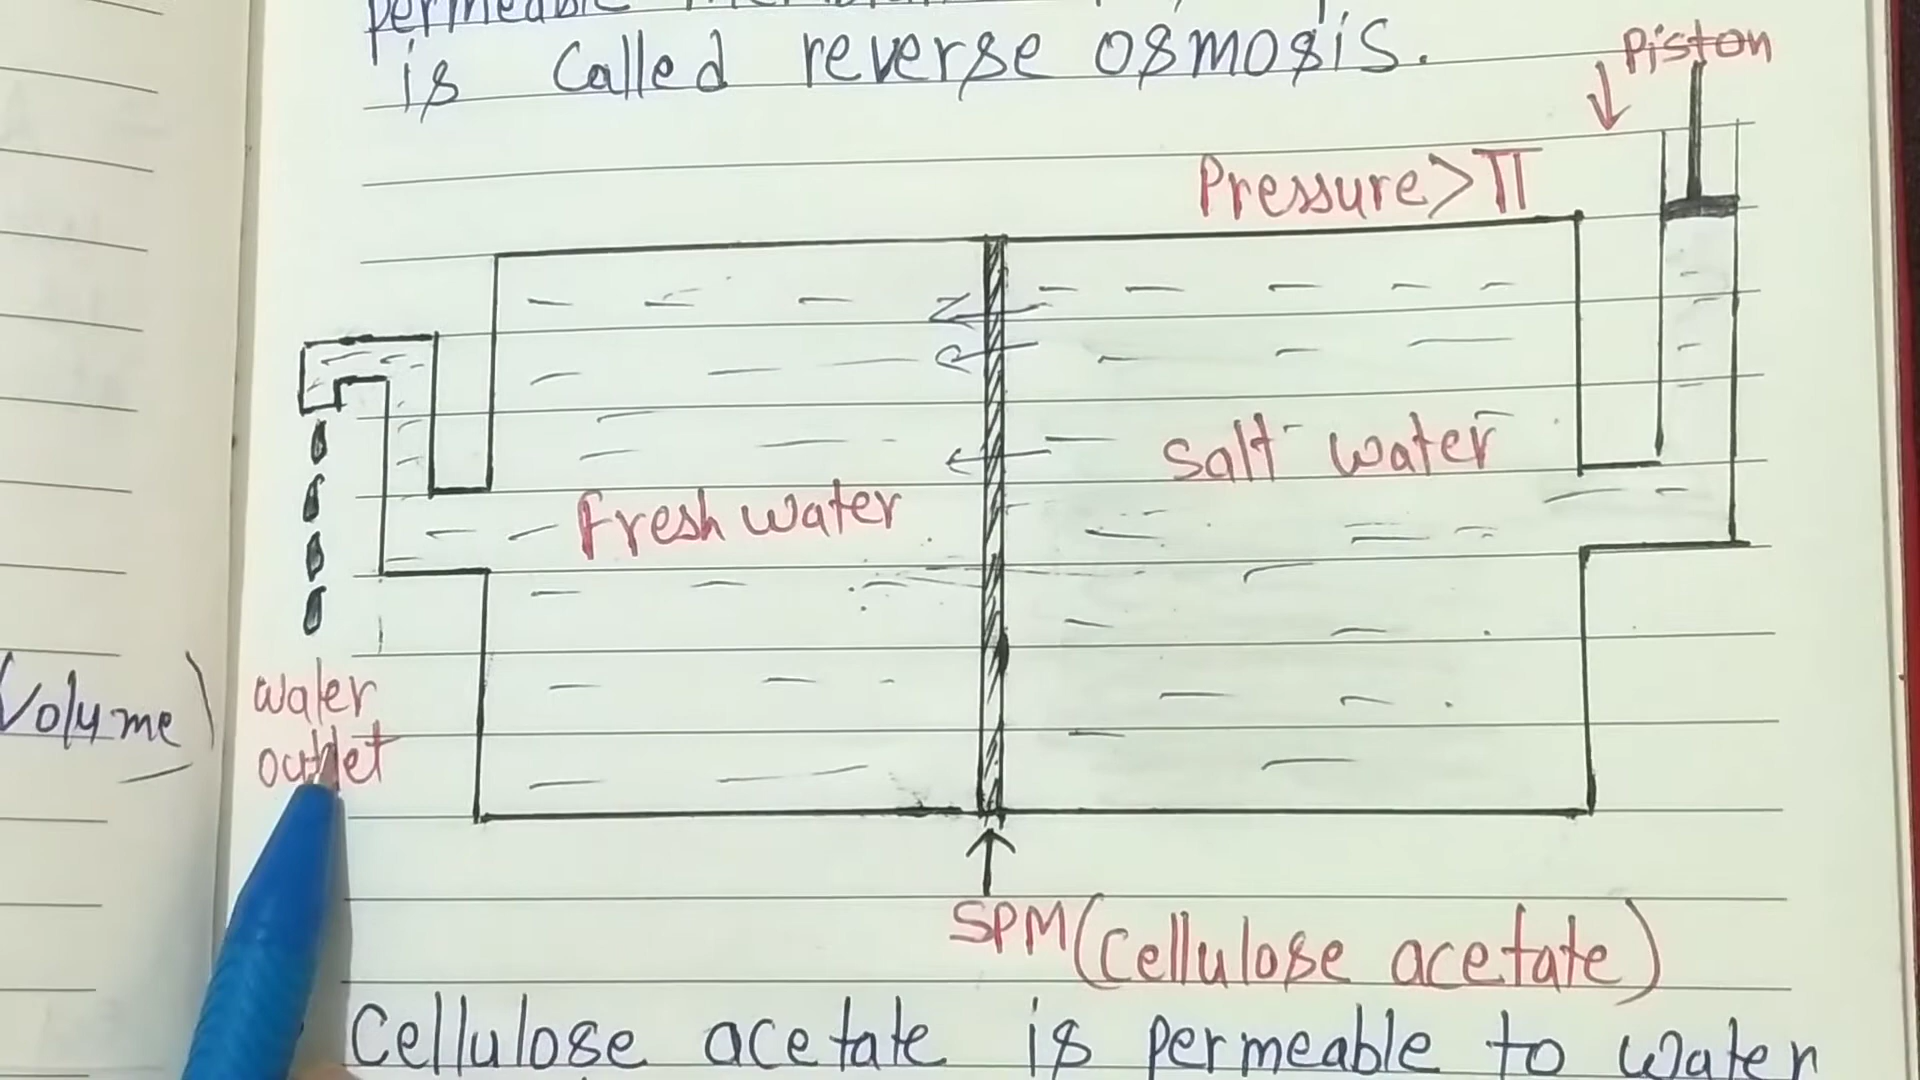 permeable
is called reverse osmosis.
Piston
Pressure > π
Salt water
Fresh water
(Volume)
water
outlet
SPM (Cellulose acetate)
Cellulose acetate is permeable to water